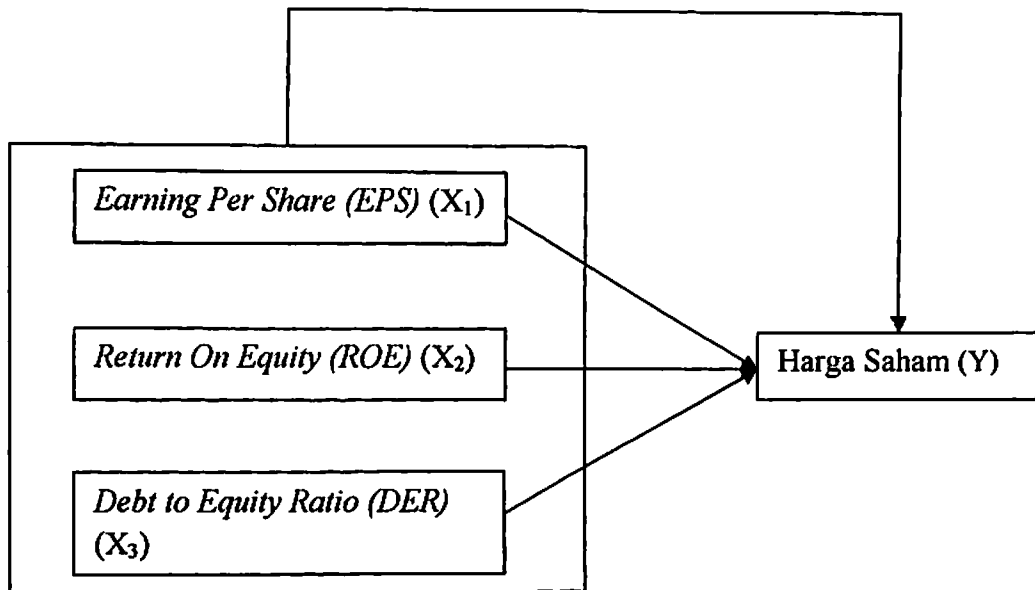 Earning Per Share (EPS) (X₁)
Return On Equity (ROE) (X₂)
Harga Saham (Y)
Debt to Equity Ratio (DER)
(X₃)